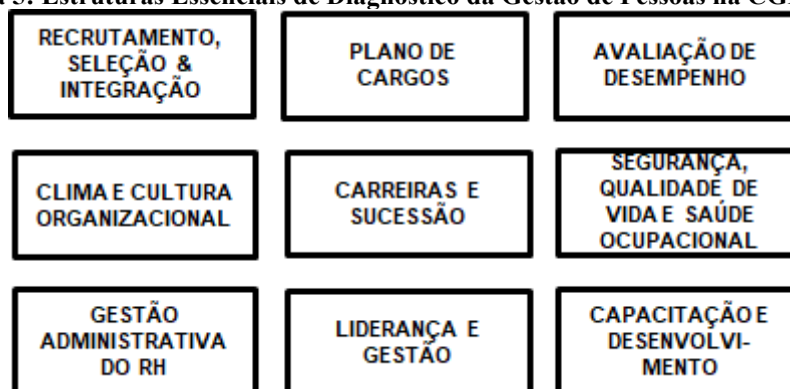 a 5: Estruturas Essenciais de Diagnóstico da Gestão de Pessoas na CG
RECRUTAMENTO,
SELEÇÃO &
INTEGRAÇÃO
PLANO DE
CARGOS
AVALIAÇÃO DE
DESEMPENHO
CLIMA E CULTURA
ORGANIZACIONAL
CARREIRAS E
SUCESSÃO
SEGURANÇA,
QUALIDADE DE
VIDA E SAÚDE
OCUPACIONAL
GESTÃO
ADMINISTRATIVA
DO RH
LIDERANÇA E
GESTÃO
CAPACITAÇÃO E
DESENVOLVI-
MENTO